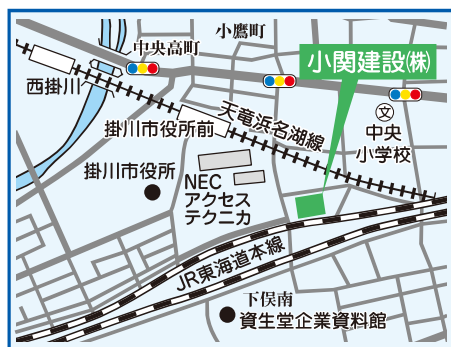 小鷹町
中央高町
小関建設㈱
西掛川
天竜浜名湖線
掛川市役所前
文
中央
小学校
掛川市役所
NEC
アクセス
テクニカ
JR東海道本線
下俣南
資生堂企業資料館